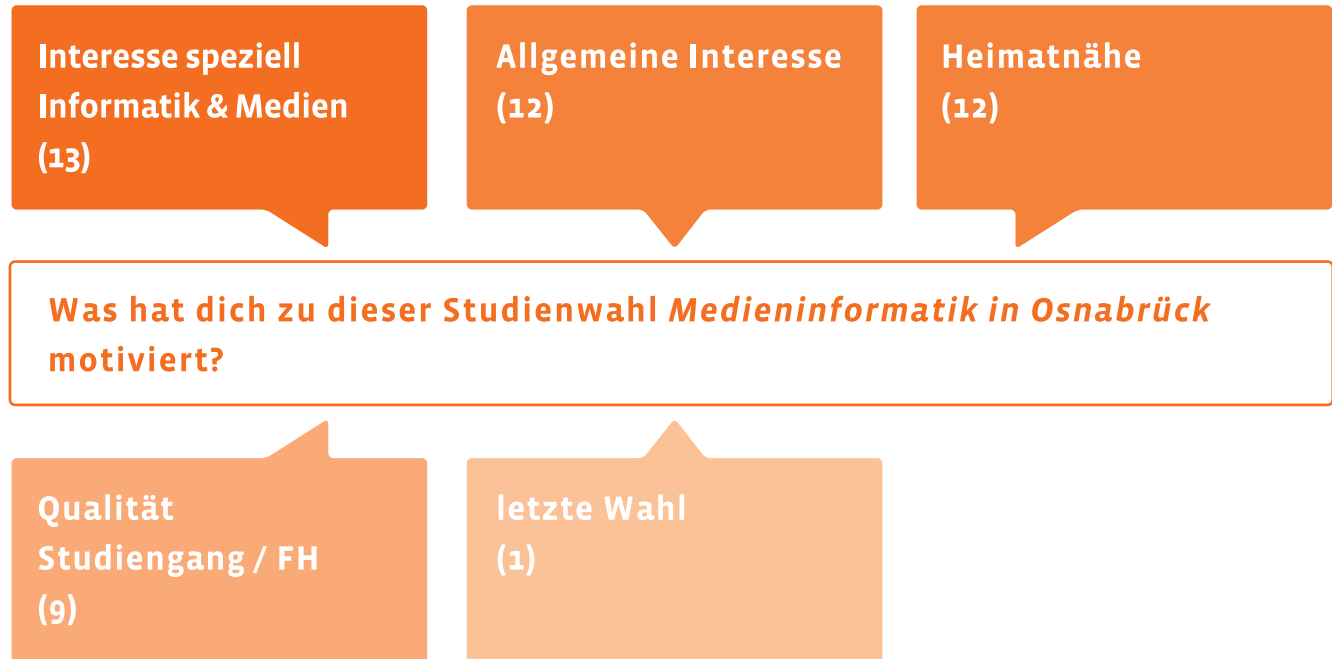 Interesse speziell
Informatik & Medien
(13)
Allgemeine Interesse
(12)
Heimatnähe
(12)
Was hat dich zu dieser Studienwahl Medieninformatik in Osnabrück
motiviert?
Qualität
Studiengang / FH
(9)
letzte Wahl
(1)